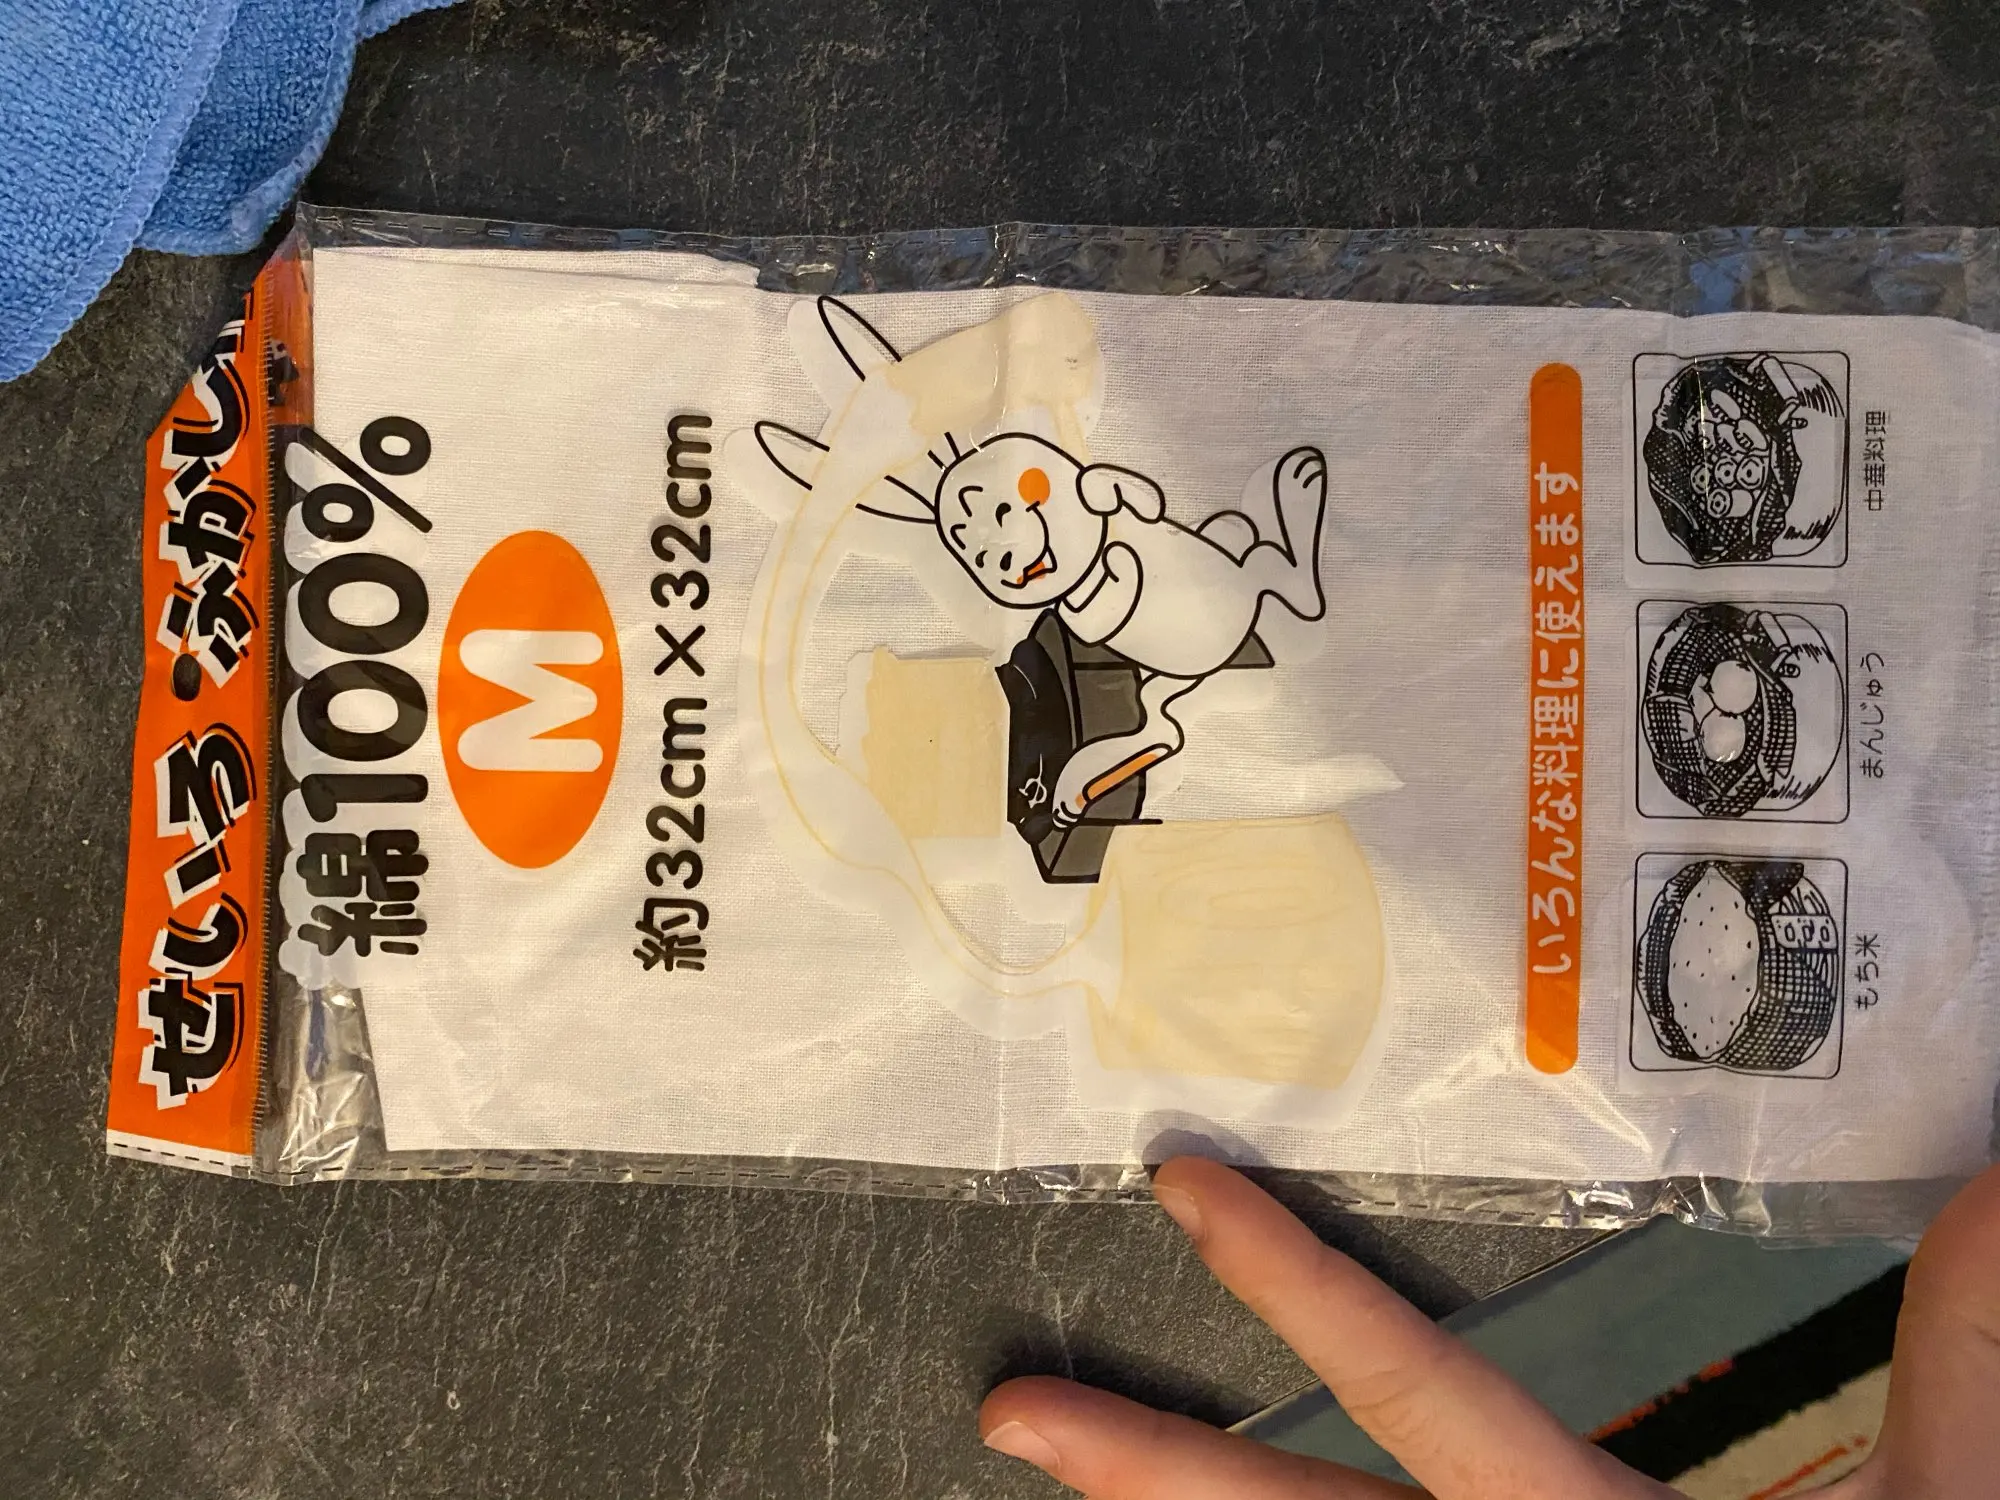 せいろ・ふかし
綿100%
M
約32cm×32cm
いろんな料理に使えます
もち米
まんじゅう
中華料理